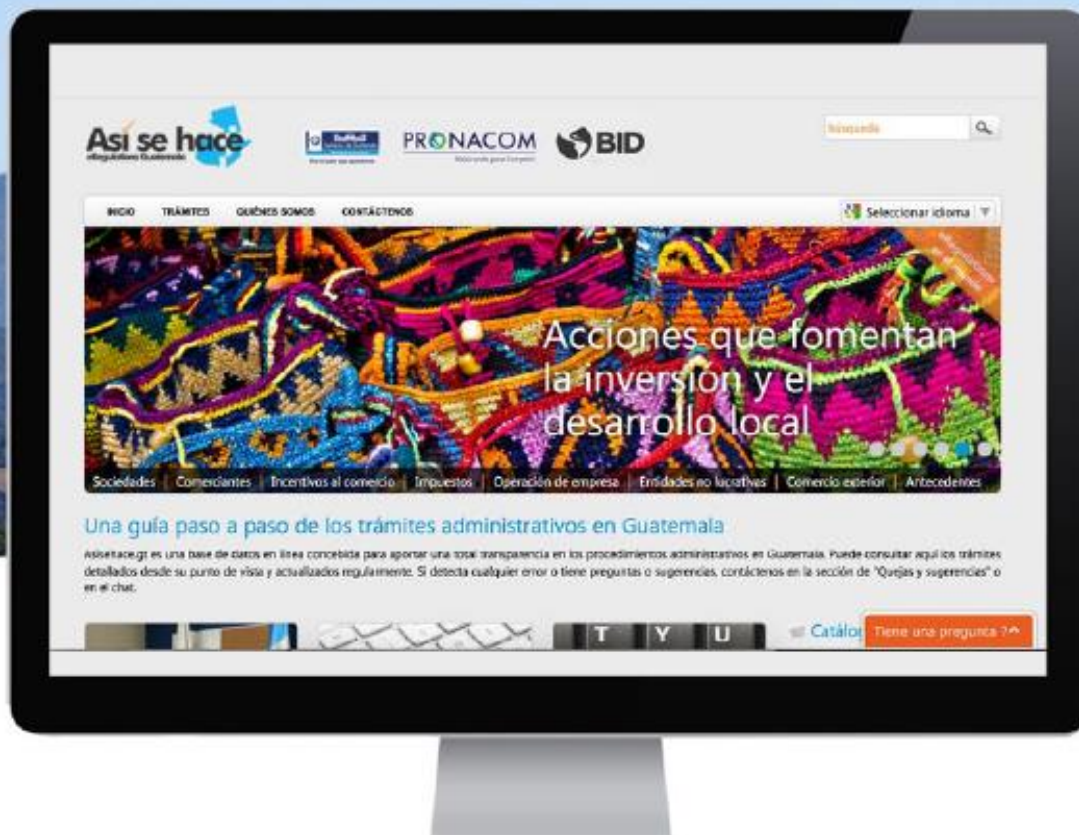 Así se hace
eRegulations Guatemala
PRONACOM
BID
búsqueda
INICIO TRÁMITES QUIÉNES SOMOS CONTÁCTENOS
Seleccionar idioma
Acciones que fomentan
la inversión y el
desarrollo local
Sociedades Comerciantes Incentivos al comercio Impuestos Operación de empresa Entidades no lucrativas Comercio exterior Antecedentes
Una guía paso a paso de los trámites administrativos en Guatemala
Asisehace.gt es una base de datos en línea concebida para aportar una total transparencia en los procedimientos administrativos en Guatemala. Puede consultar aquí los trámites
detallados desde su punto de vista y actualizados regularmente. Si detecta cualquier error o tiene preguntas o sugerencias, contáctenos en la sección de "Quejas y sugerencias" o
en el chat.
T Y U
Catálo
Tiene una pregunta ?